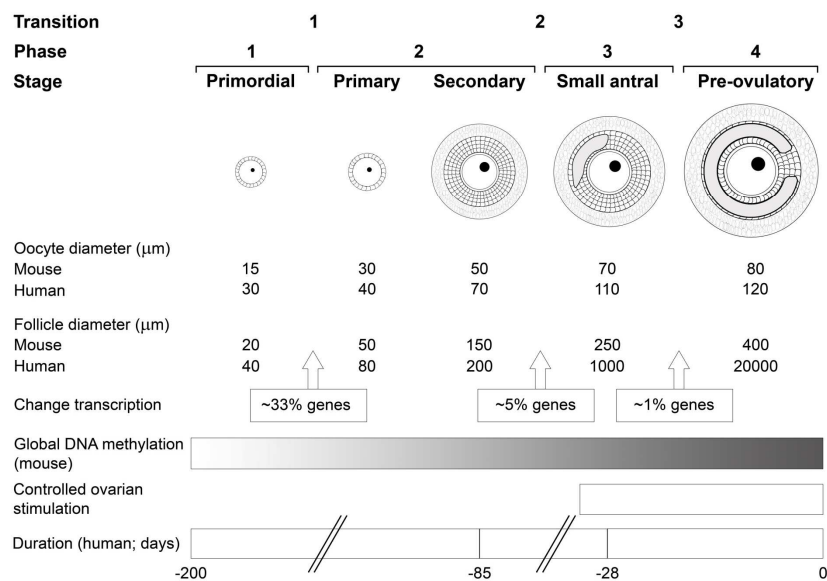 Transition 1 2 3
Phase 1 2 3 4
Stage Primordial Primary Secondary Small antral Pre-ovulatory
Oocyte diameter (μm)
Mouse 15 30 50 70 80
Human 30 40 70 110 120
Follicle diameter (μm)
Mouse 20 50 150 250 400
Human 40 80 200 1000 20000
Change transcription ~33% genes ~5% genes ~1% genes
Global DNA methylation
(mouse)
Controlled ovarian
stimulation
Duration (human; days)
-200 -85 -28 0